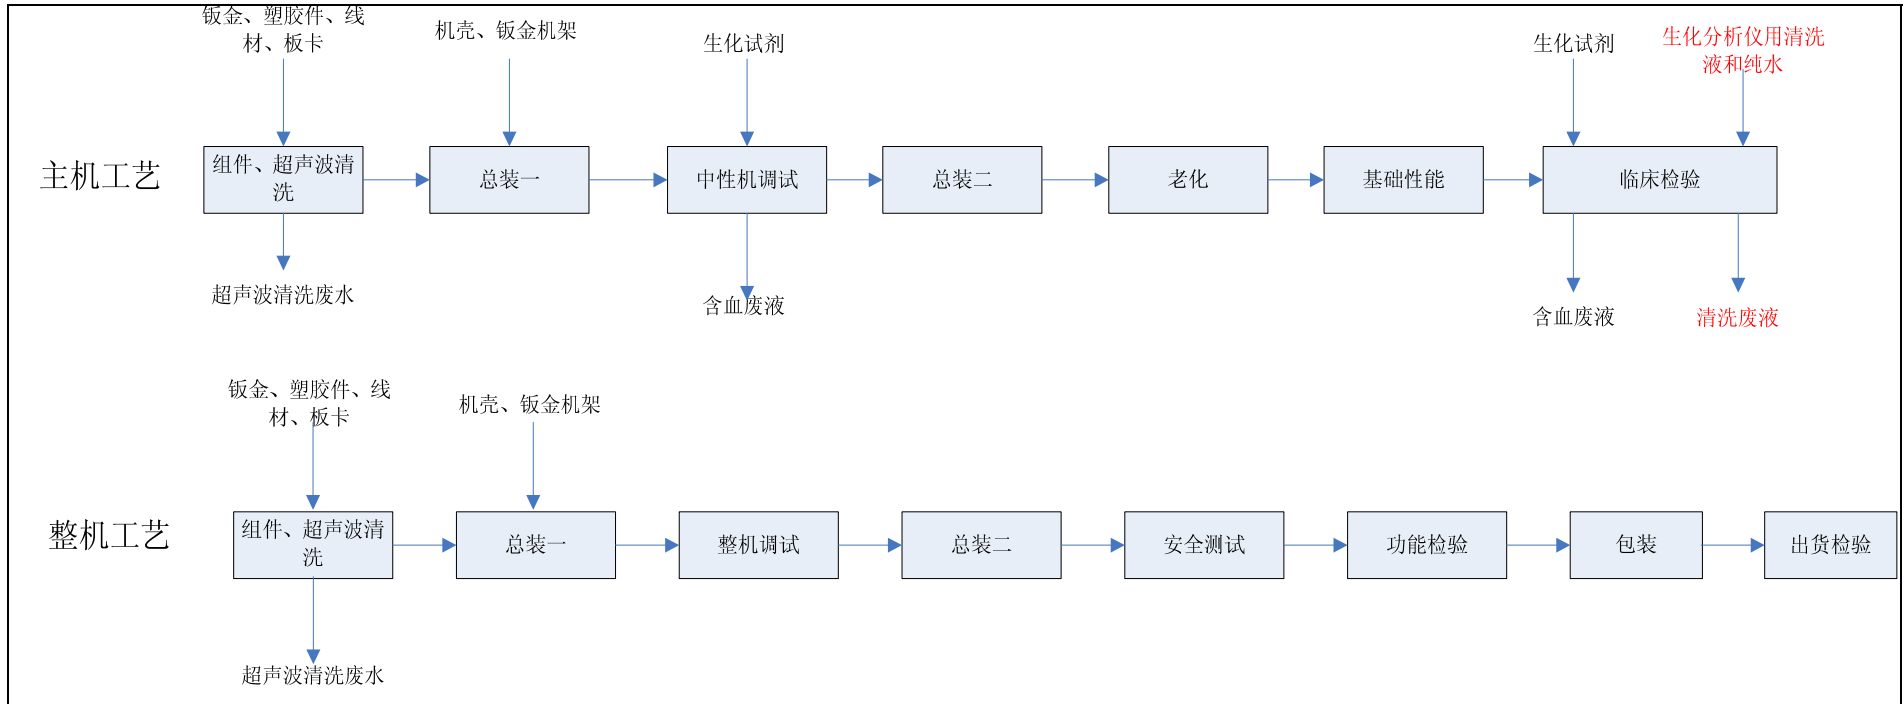 钣金、塑胶件、线
材、板卡
机壳、钣金机架
生化试剂
生化试剂
生化分析仪用清洗
液和纯水
主机工艺
组件、超声波清
洗
总装一
中性机调试
总装二
老化
基础性能
临床检验
超声波清洗废水
含血废液
含血废液
清洗废液
钣金、塑胶件、线
材、板卡
机壳、钣金机架
整机工艺
组件、超声波清
洗
总装一
整机调试
总装二
安全测试
功能检验
包装
出货检验
超声波清洗废水